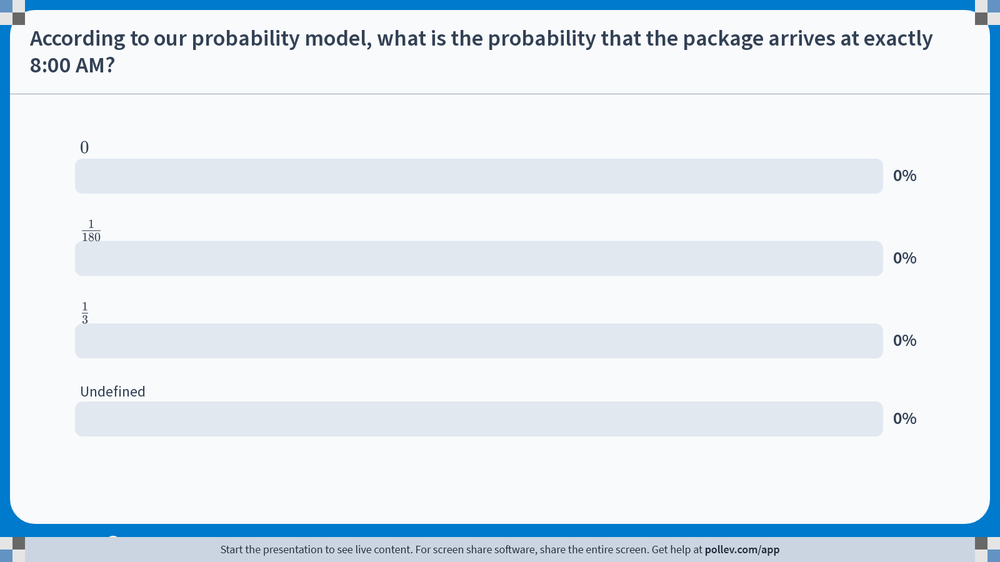 According to our probability model, what is the probability that the package arrives at exactly
8:00 AM?
0
0%
1/180
0%
1/3
0%
Undefined
0%
Start the presentation to see live content. For screen share software, share the entire screen. Get help at pollev.com/app